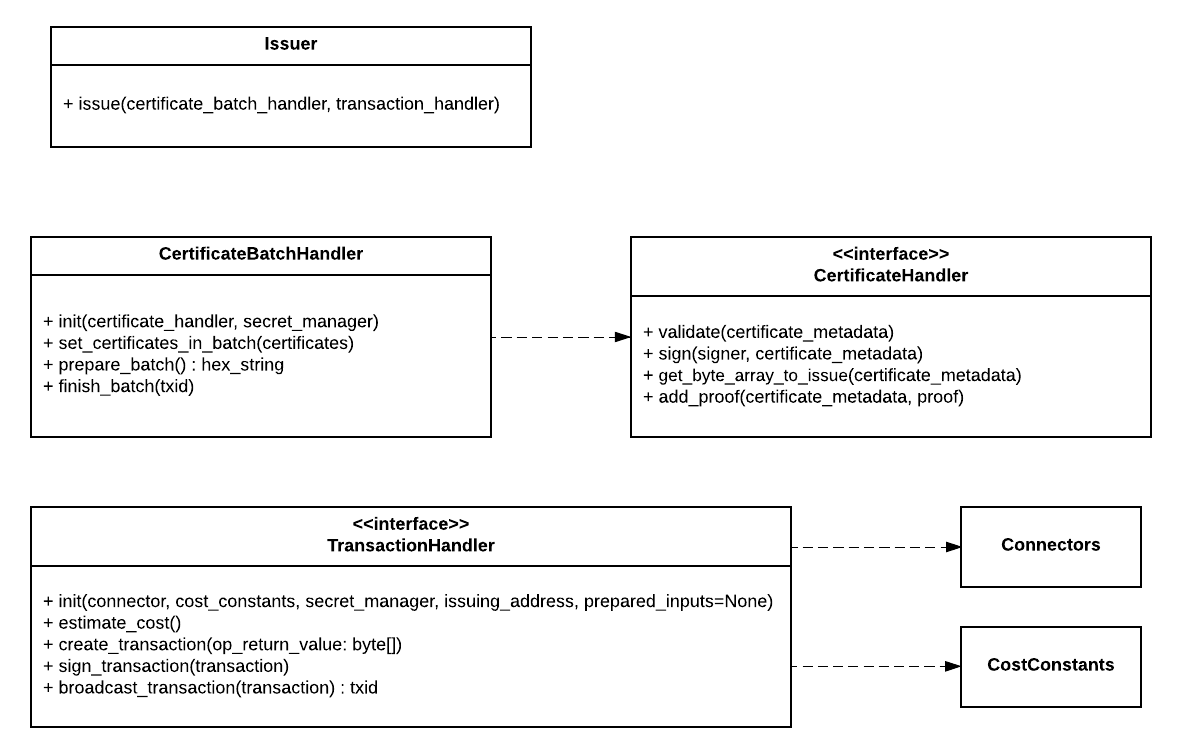 Issuer
+ issue(certificate_batch_handler, transaction_handler)
CertificateBatchHandler
+ init(certificate_handler, secret_manager)
+ set_certificates_in_batch(certificates)
+ prepare_batch() : hex_string
+ finish_batch(txid)
<<interface>>
CertificateHandler
+ validate(certificate_metadata)
+ sign(signer, certificate_metadata)
+ get_byte_array_to_issue(certificate_metadata)
+ add_proof(certificate_metadata, proof)
<<interface>>
TransactionHandler
+ init(connector, cost_constants, secret_manager, issuing_address, prepared_inputs=None)
+ estimate_cost()
+ create_transaction(op_return_value: byte[])
+ sign_transaction(transaction)
+ broadcast_transaction(transaction) : txid
Connectors
CostConstants